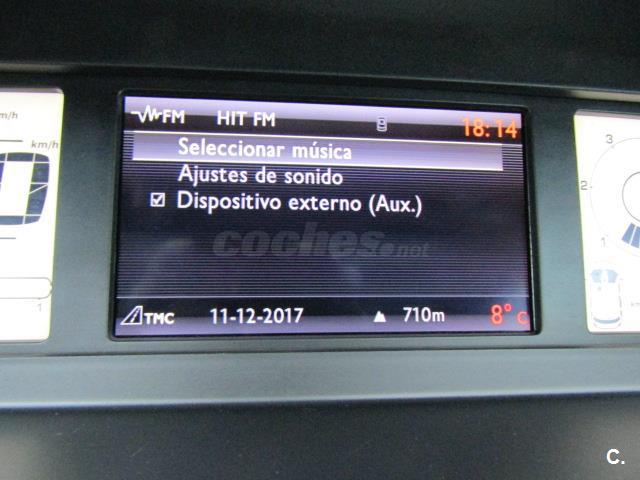 FM HIT FM 18:14
Seleccionar música
Ajustes de sonido
Dispositivo externo (Aux.)
coches.net
TMC 11-12-2017 710m 8°C
km/h
km/h
1
3
2
1
C.